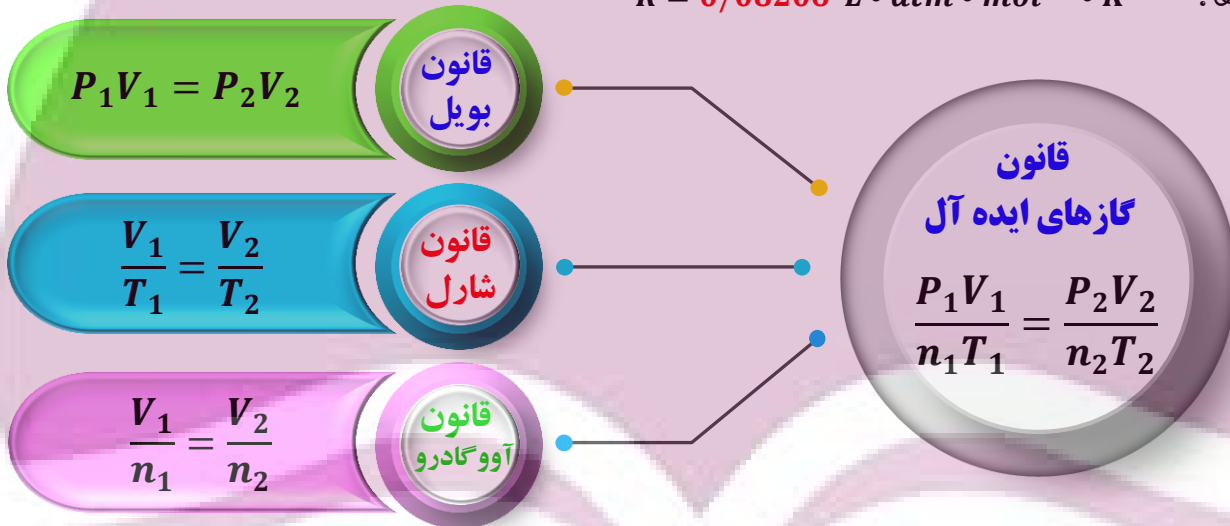 P₁V₁ = P₂V₂
قانون
بویل
V₁/T₁ = V₂/T₂
قانون
شارل
V₁/n₁ = V₂/n₂
قانون
آووگادرو
قانون
گازهای ایده آل
P₁V₁/n₁T₁ = P₂V₂/n₂T₂